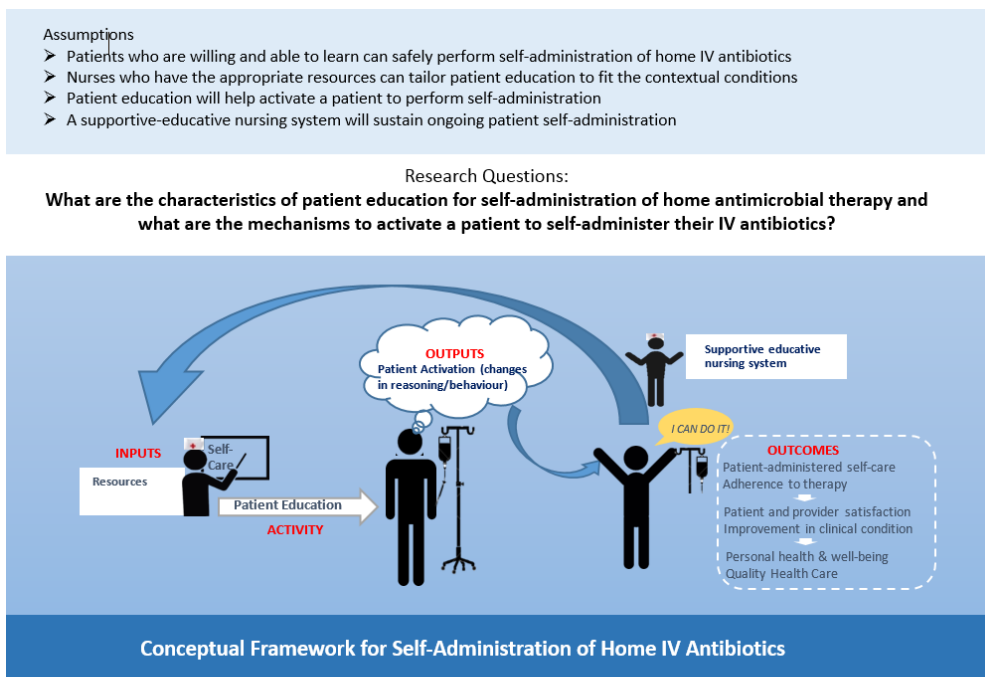 Assumptions
➤ Patients who are willing and able to learn can safely perform self-administration of home IV antibiotics
➤ Nurses who have the appropriate resources can tailor patient education to fit the contextual conditions
➤ Patient education will help activate a patient to perform self-administration
➤ A supportive-educative nursing system will sustain ongoing patient self-administration
Research Questions:
What are the characteristics of patient education for self-administration of home antimicrobial therapy and
what are the mechanisms to activate a patient to self-administer their IV antibiotics?
OUTPUTS
Patient Activation (changes
in reasoning/behaviour)
Supportive educative
nursing system
I CAN DO IT!
INPUTS
Resources
Self-
Care
Patient Education
ACTIVITY
OUTCOMES
Patient-administered self-care
Adherence to therapy
Patient and provider satisfaction
Improvement in clinical condition
Personal health & well-being
Quality Health Care
Conceptual Framework for Self-Administration of Home IV Antibiotics